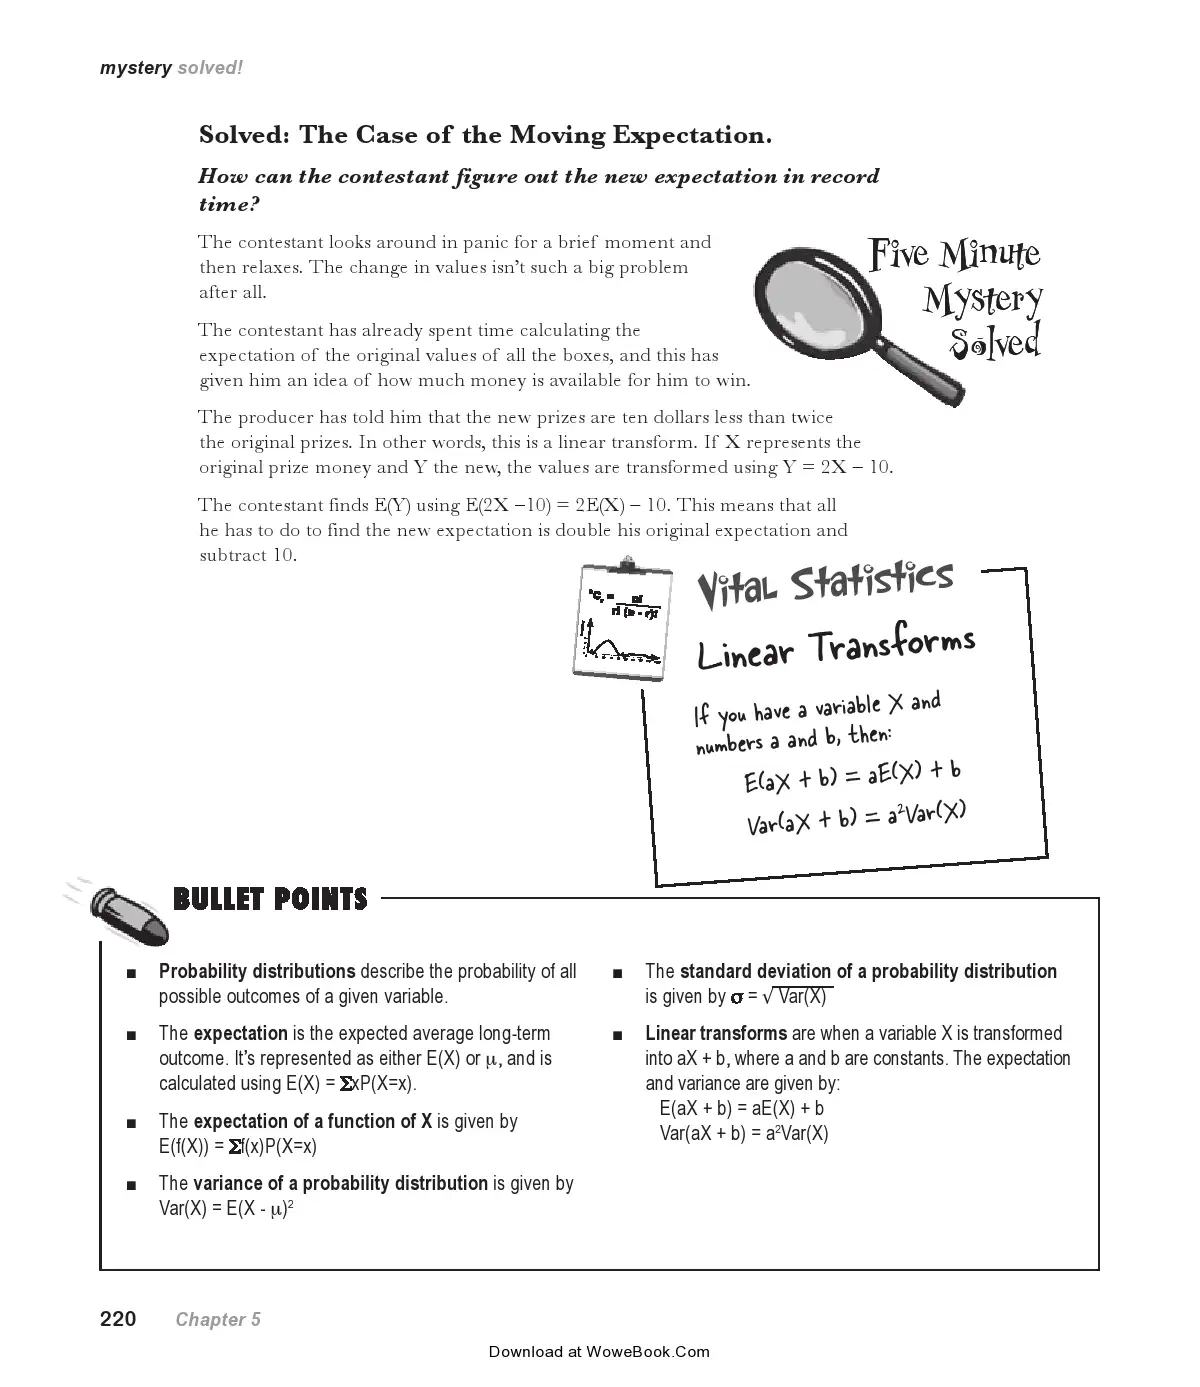 mystery solved!
Solved: The Case of the Moving Expectation.
How can the contestant figure out the new expectation in record
time?
The contestant looks around in panic for a brief moment and
then relaxes. The change in values isn't such a big problem
after all.
The contestant has already spent time calculating the
expectation of the original values of all the boxes, and this has
given him an idea of how much money is available for him to win.
Five Minute
Mystery
Solved
The producer has told him that the new prizes are ten dollars less than twice
the original prizes. In other words, this is a linear transform. If X represents the
original prize money and Y the new, the values are transformed using Y = 2X – 10.
The contestant finds E(Y) using E(2X –10) = 2E(X) – 10. This means that all
he has to do to find the new expectation is double his original expectation and
subtract 10.
Vital Statistics
Linear Transforms
If you have a variable X and
numbers a and b, then:
E(aX + b) = aE(X) + b
Var(aX + b) = a²Var(X)
BULLET POINTS
■ Probability distributions describe the probability of all
possible outcomes of a given variable.
■ The expectation is the expected average long-term
outcome. It's represented as either E(X) or μ, and is
calculated using E(X) = ΣxP(X=x).
■ The expectation of a function of X is given by
E(f(X)) = Σf(x)P(X=x)
■ The variance of a probability distribution is given by
Var(X) = E(X - μ)²
■ The standard deviation of a probability distribution
is given by σ = √Var(X)
■ Linear transforms are when a variable X is transformed
into aX + b, where a and b are constants. The expectation
and variance are given by:
E(aX + b) = aE(X) + b
Var(aX + b) = a²Var(X)
220 Chapter 5
Download at WoweBook.Com